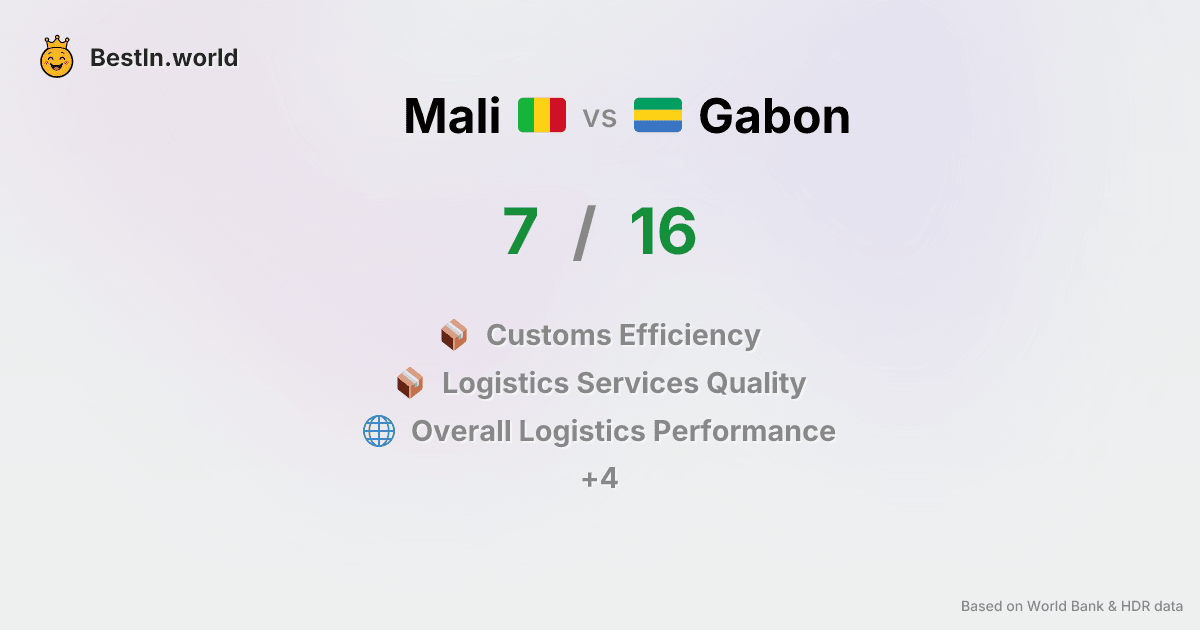 BestIn.world
Mali vs Gabon
7 / 16
Customs Efficiency
Logistics Services Quality
Overall Logistics Performance
+4
Based on World Bank & HDR data